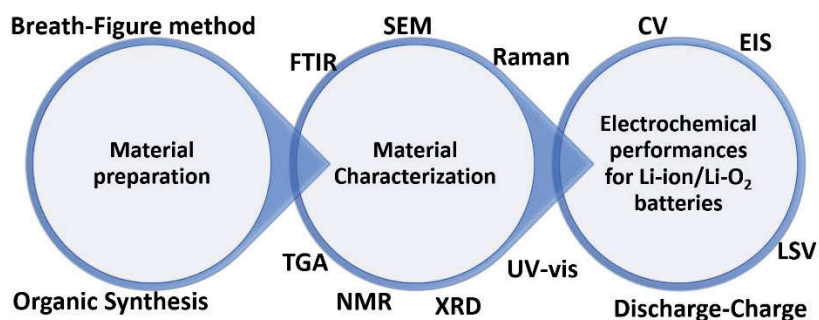 Breath-Figure method
Material
preparation
Organic Synthesis
SEM
FTIR
Raman
Material
Characterization
TGA
NMR
XRD
UV-vis
CV
EIS
Electrochemical
performances
for Li-ion/Li-O₂
batteries
LSV
Discharge-Charge